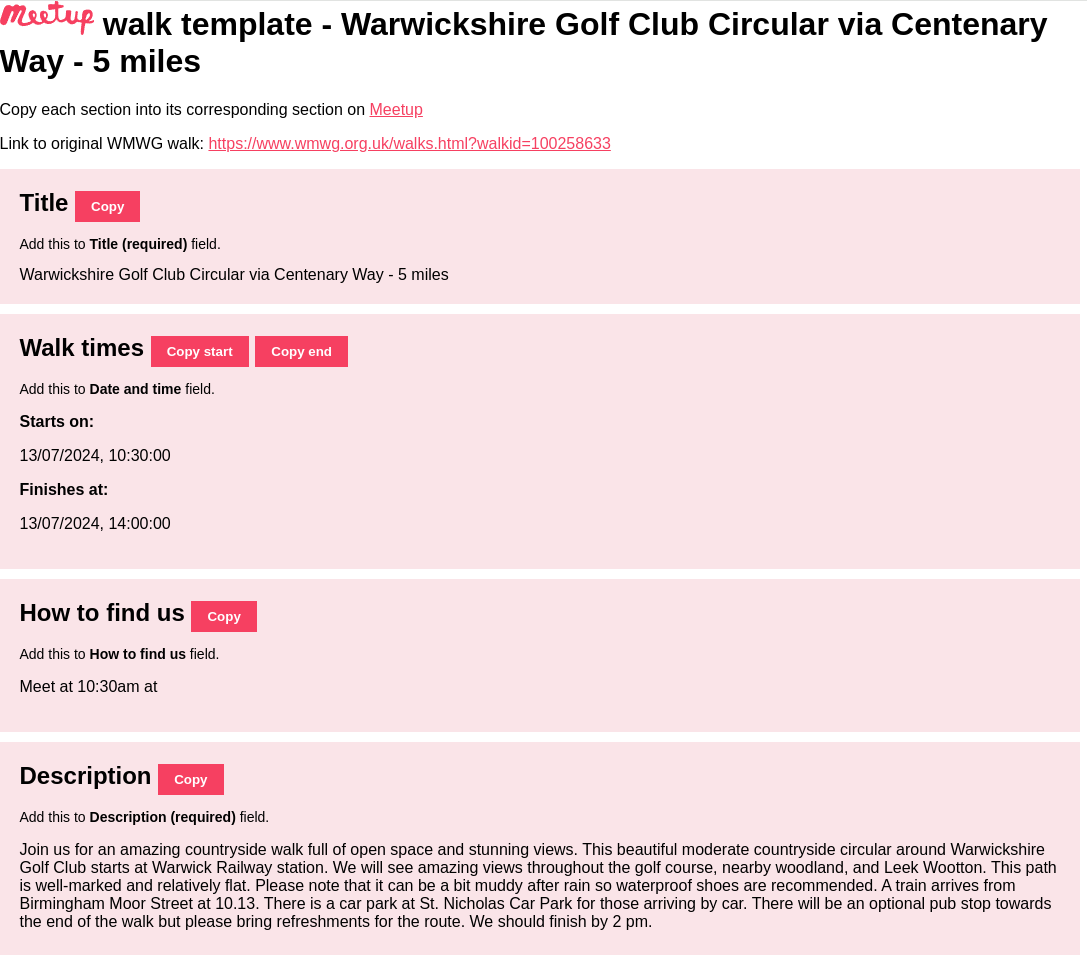 Meetup walk template - Warwickshire Golf Club Circular via Centenary
Way - 5 miles
Copy each section into its corresponding section on Meetup
Link to original WMWG walk: https://www.wmwg.org.uk/walks.html?walkid=100258633
Title Copy
Add this to Title (required) field.
Warwickshire Golf Club Circular via Centenary Way - 5 miles
Walk times Copy start Copy end
Add this to Date and time field.
Starts on:
13/07/2024, 10:30:00
Finishes at:
13/07/2024, 14:00:00
How to find us Copy
Add this to How to find us field.
Meet at 10:30am at
Description Copy
Add this to Description (required) field.
Join us for an amazing countryside walk full of open space and stunning views. This beautiful moderate countryside circular around Warwickshire
Golf Club starts at Warwick Railway station. We will see amazing views throughout the golf course, nearby woodland, and Leek Wootton. This path
is well-marked and relatively flat. Please note that it can be a bit muddy after rain so waterproof shoes are recommended. A train arrives from
Birmingham Moor Street at 10.13. There is a car park at St. Nicholas Car Park for those arriving by car. There will be an optional pub stop towards
the end of the walk but please bring refreshments for the route. We should finish by 2 pm.